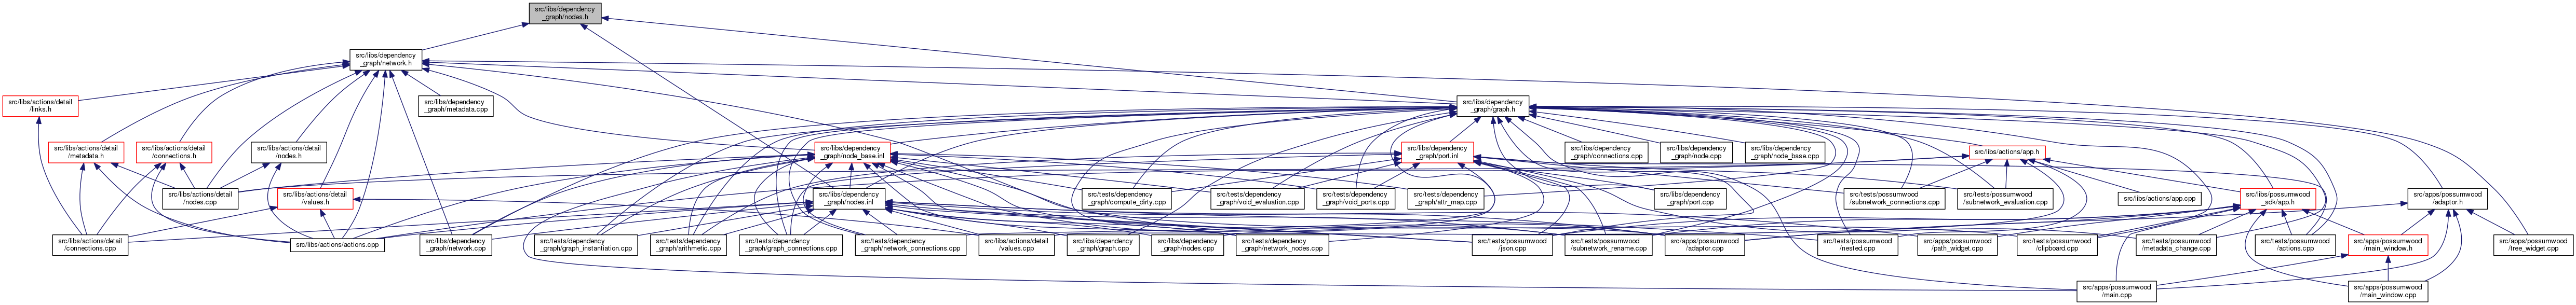 src/libs/dependency
_graph/nodes.h
src/libs/dependency
_graph/network.h
src/libs/actions/detail
/links.h
src/libs/dependency
_graph/metadata.cpp
src/libs/dependency
_graph/graph.h
src/libs/actions/detail
/metadata.h
src/libs/actions/detail
/connections.h
src/libs/actions/detail
/nodes.h
src/libs/dependency
_graph/node_base.inl
src/libs/dependency
_graph/port.inl
src/libs/dependency
_graph/connections.cpp
src/libs/dependency
_graph/node.cpp
src/libs/dependency
_graph/node_base.cpp
src/libs/actions/app.h
src/libs/actions/detail
/nodes.cpp
src/libs/actions/detail
/values.h
src/libs/dependency
_graph/nodes.inl
src/tests/dependency
_graph/compute_dirty.cpp
src/tests/dependency
_graph/void_evaluation.cpp
src/tests/dependency
_graph/void_ports.cpp
src/tests/dependency
_graph/attr_map.cpp
src/libs/dependency
_graph/port.cpp
src/tests/possumwood
/subnetwork_connections.cpp
src/tests/possumwood
/subnetwork_evaluation.cpp
src/libs/actions/app.cpp
src/libs/possumwood
_sdk/app.h
src/apps/possumwood
/adaptor.h
src/libs/actions/detail
/connections.cpp
src/libs/actions/actions.cpp
src/libs/dependency
_graph/network.cpp
src/tests/dependency
_graph/graph_instantiation.cpp
src/tests/dependency
_graph/arithmetic.cpp
src/tests/dependency
_graph/graph_connections.cpp
src/tests/dependency
_graph/network_connections.cpp
src/libs/actions/detail
/values.cpp
src/libs/dependency
_graph/graph.cpp
src/libs/dependency
_graph/nodes.cpp
src/tests/dependency
_graph/network_nodes.cpp
src/tests/possumwood
/json.cpp
src/tests/possumwood
/subnetwork_rename.cpp
src/apps/possumwood
/adaptor.cpp
src/tests/possumwood
/nested.cpp
src/apps/possumwood
/path_widget.cpp
src/tests/possumwood
/clipboard.cpp
src/tests/possumwood
/metadata_change.cpp
src/tests/possumwood
/actions.cpp
src/apps/possumwood
/main_window.h
src/apps/possumwood
/tree_widget.cpp
src/apps/possumwood
/main.cpp
src/apps/possumwood
/main_window.cpp